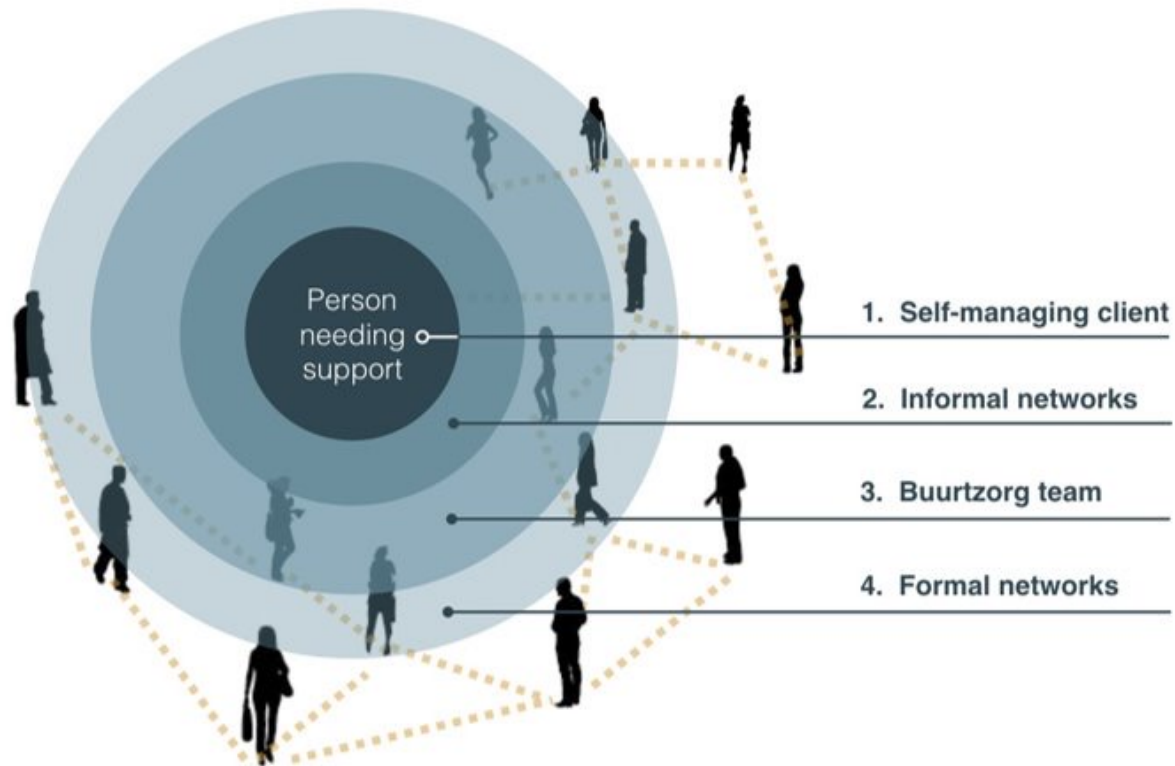 Person
needing
support
1. Self-managing client
2. Informal networks
3. Buurtzorg team
4. Formal networks